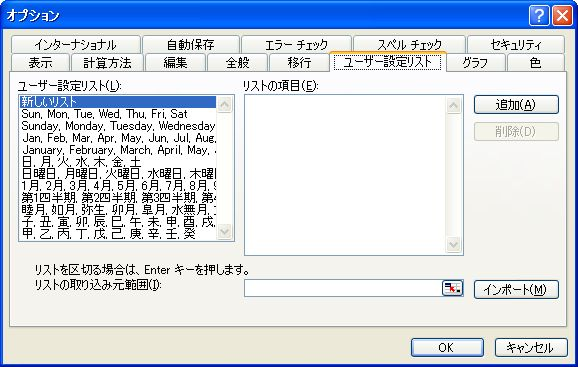 オプション
インターナショナル 自動保存 エラー チェック スペル チェック セキュリティ
表示 計算方法 編集 全般 移行 ユーザー設定リスト グラフ 色
ユーザー設定リスト(L): リストの項目(E):
新しいリスト
Sun, Mon, Tue, Wed, Thu, Fri, Sat
Sunday, Monday, Tuesday, Wednesday
Jan, Feb, Mar, Apr, May, Jun, Jul, Aug,
January, February, March, April, May, J
日, 月, 火, 水, 木, 金, 土
日曜日, 月曜日, 火曜日, 水曜日, 木曜日
1月, 2月, 3月, 4月, 5月, 6月, 7月, 8月, 9
第1四半期, 第2四半期, 第3四半期, 第4
睦月, 如月, 弥生, 卯月, 皐月, 水無月,
子, 丑, 寅, 卯, 辰, 巳, 午, 未, 申, 酉, 戌,
甲, 乙, 丙, 丁, 戊, 己, 庚, 辛, 壬, 癸
追加(A)
削除(D)
リストを区切る場合は、Enter キーを押します。
リストの取り込み元範囲(I): インポート(M)
OK キャンセル